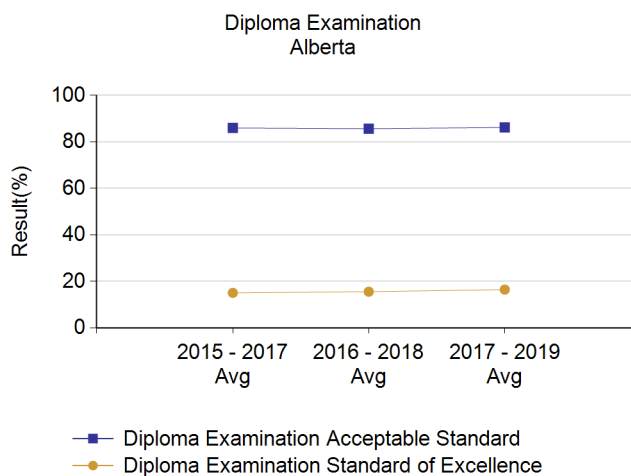 Diploma Examination
Alberta
100
80
60
40
20
0
Result(%)
2015 - 2017
Avg
2016 - 2018
Avg
2017 - 2019
Avg
Diploma Examination Acceptable Standard
Diploma Examination Standard of Excellence